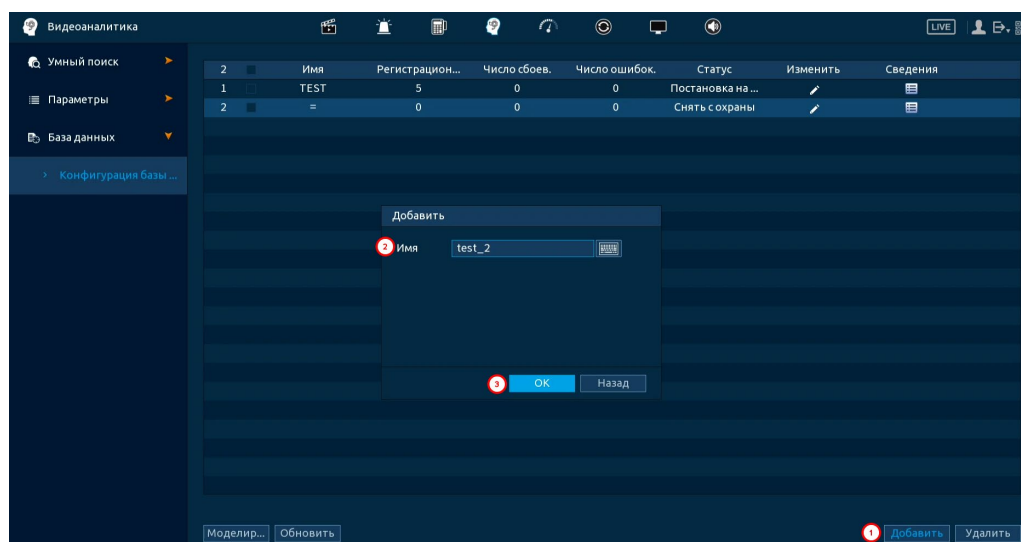 Видеоаналитика LIVE
Умный поиск
Параметры
База данных
Конфигурация базы ...
2 Имя Регистрацион... Число сбоев. Число ошибок. Статус Изменить Сведения
1 TEST 5 0 0 Постановка на ...
2 = 0 0 Снять с охраны
Добавить
2 Имя test_2
3 OK Назад
Моделир... Обновить 1 Добавить Удалить